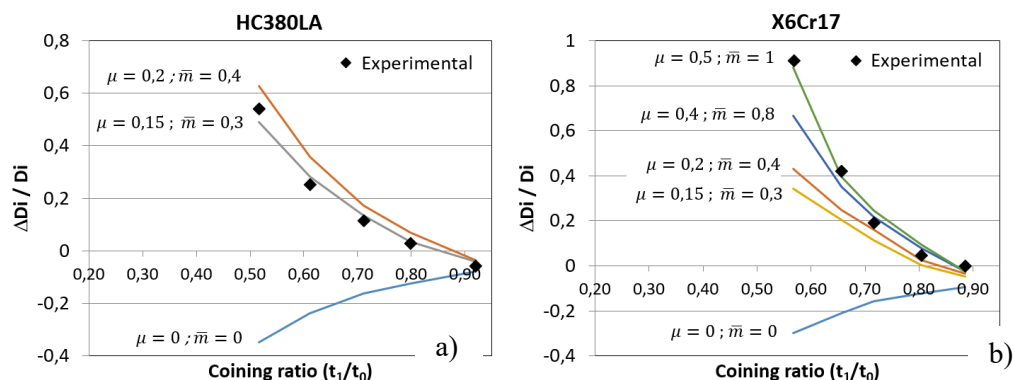 HC380LA
0,8
0,6
0,4
0,2
0
-0,2
-0,4
0,20
0,30
0,40
0,50
0,60
0,70
0,80
0,90
ΔDi / Di
Experimental
μ = 0,2 ; m̅ = 0,4
μ = 0,15 ; m̅ = 0,3
μ = 0 ; m̅ = 0
a)
Coining ratio (t₁/t₀)
X6Cr17
1
0,8
0,6
0,4
0,2
0
-0,2
-0,4
0,20
0,30
0,40
0,50
0,60
0,70
0,80
0,90
ΔDi / Di
Experimental
μ = 0,5 ; m̅ = 1
μ = 0,4 ; m̅ = 0,8
μ = 0,2 ; m̅ = 0,4
μ = 0,15 ; m̅ = 0,3
μ = 0 ; m̅ = 0
b)
Coining ratio (t₁/t₀)